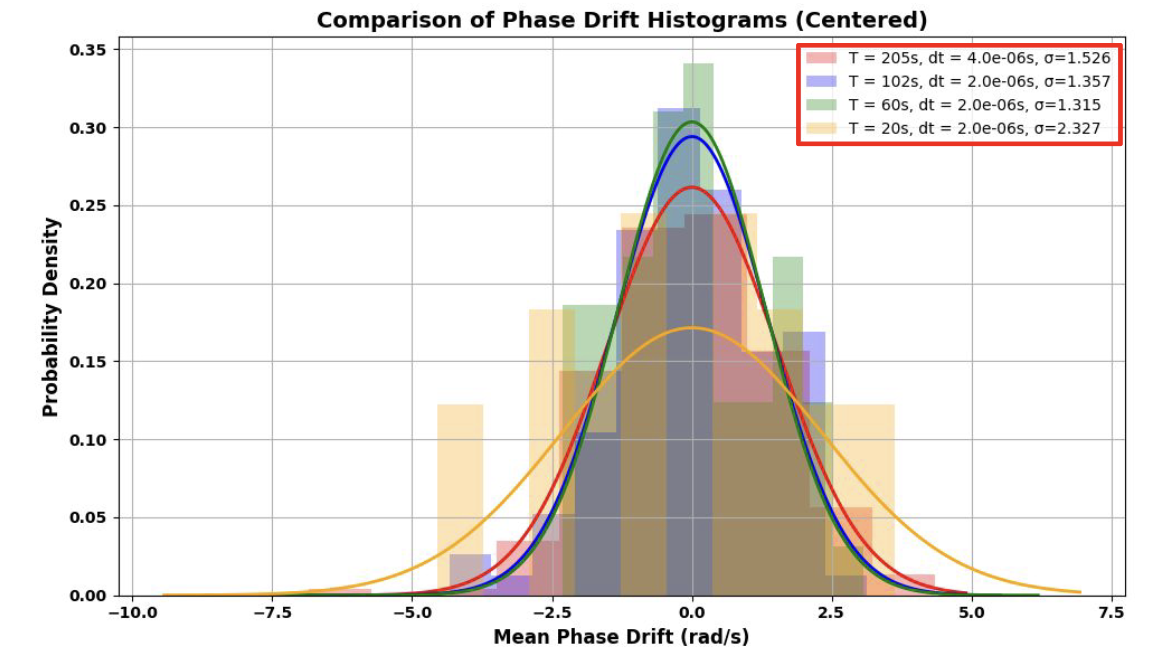 Comparison of Phase Drift Histograms (Centered)
T = 205s, dt = 4.0e-06s, σ=1.526
T = 102s, dt = 2.0e-06s, σ=1.357
T = 60s, dt = 2.0e-06s, σ=1.315
T = 20s, dt = 2.0e-06s, σ=2.327
Probability Density
0.35
0.30
0.25
0.20
0.15
0.10
0.05
0.00
−10.0 −7.5 −5.0 −2.5 0.0 2.5 5.0 7.5
Mean Phase Drift (rad/s)